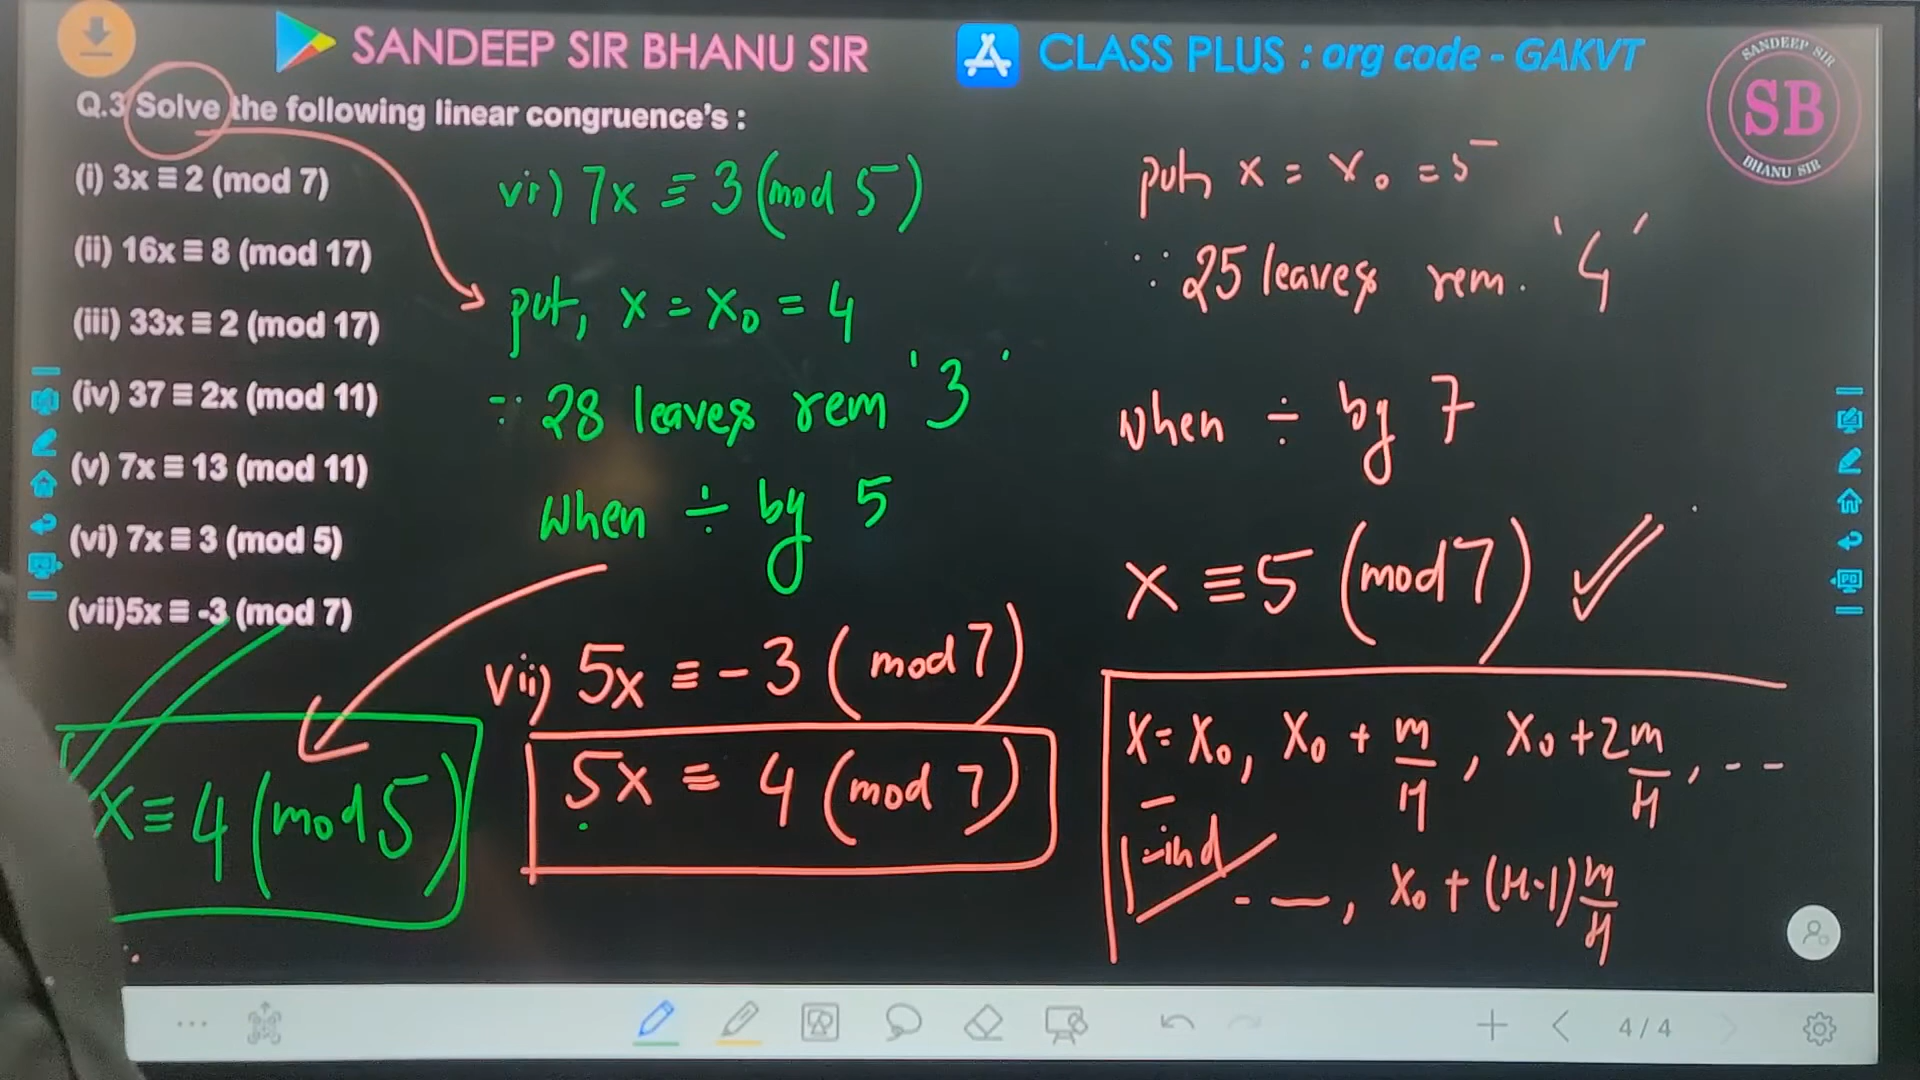 SANDEEP SIR BHANU SIR
CLASS PLUS : org code - GAKVT
SANDEEP SIR
SB
BHANU SIR
Q.3 Solve the following linear congruence's :
(i) 3x ≡ 2 (mod 7)
(ii) 16x ≡ 8 (mod 17)
(iii) 33x ≡ 2 (mod 17)
(iv) 37 ≡ 2x (mod 11)
(v) 7x ≡ 13 (mod 11)
(vi) 7x ≡ 3 (mod 5)
(vii)5x ≡ -3 (mod 7)
x ≡ 4 (mod 5)
vi) 7x ≡ 3 (mod 5)
put, x = x₀ = 4
∵ 28 leaves rem '3'
when ÷ by 5
vii) 5x ≡ -3 (mod 7)
5x ≡ 4 (mod 7)
put, x = x₀ = 5
∵ 25 leaves rem. '4'
when ÷ by 7
x ≡ 5 (mod 7)
x = x₀, x₀ + m/H, x₀ + 2m/H, --
--—, x₀ + (H-1)m/H
4 / 4